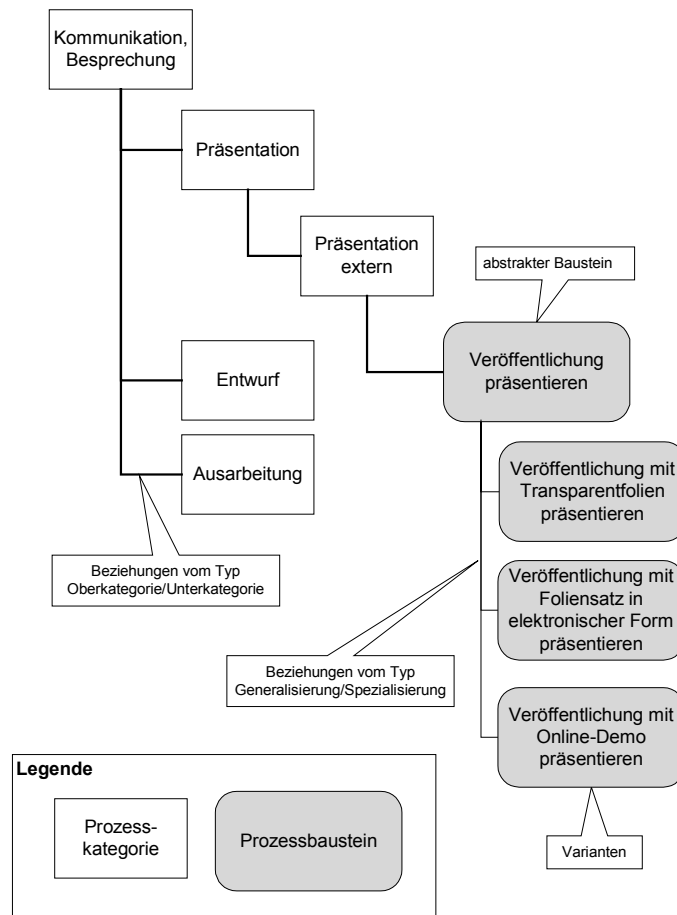 Kommunikation,
Besprechung
Präsentation
Präsentation
extern
abstrakter Baustein
Veröffentlichung
präsentieren
Entwurf
Ausarbeitung
Veröffentlichung mit
Transparentfolien
präsentieren
Beziehungen vom Typ
Oberkategorie/Unterkategorie
Veröffentlichung mit
Foliensatz in
elektronischer Form
präsentieren
Beziehungen vom Typ
Generalisierung/Spezialisierung
Veröffentlichung mit
Online-Demo
präsentieren
Legende
Prozess-
kategorie
Prozessbaustein
Varianten